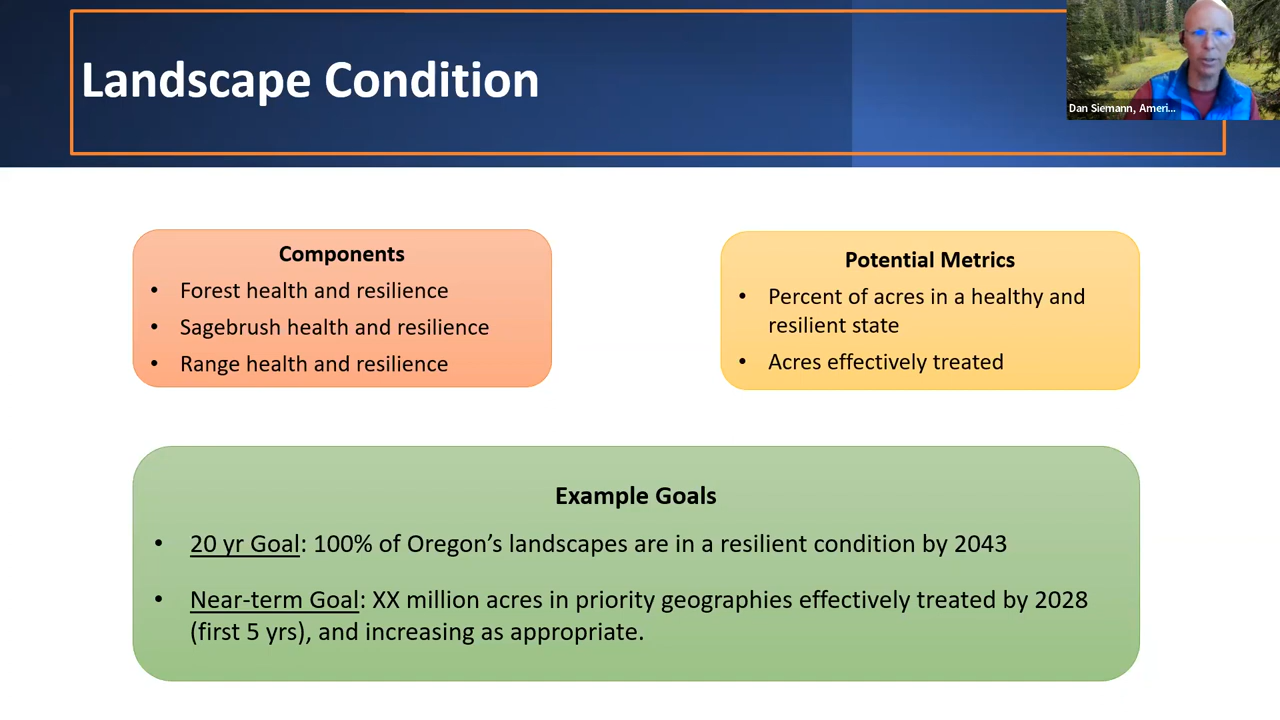 Landscape Condition
Dan Siemann, Ameri...
Components
• Forest health and resilience
• Sagebrush health and resilience
• Range health and resilience
Potential Metrics
• Percent of acres in a healthy and
resilient state
• Acres effectively treated
Example Goals
• 20 yr Goal: 100% of Oregon’s landscapes are in a resilient condition by 2043
• Near-term Goal: XX million acres in priority geographies effectively treated by 2028
(first 5 yrs), and increasing as appropriate.